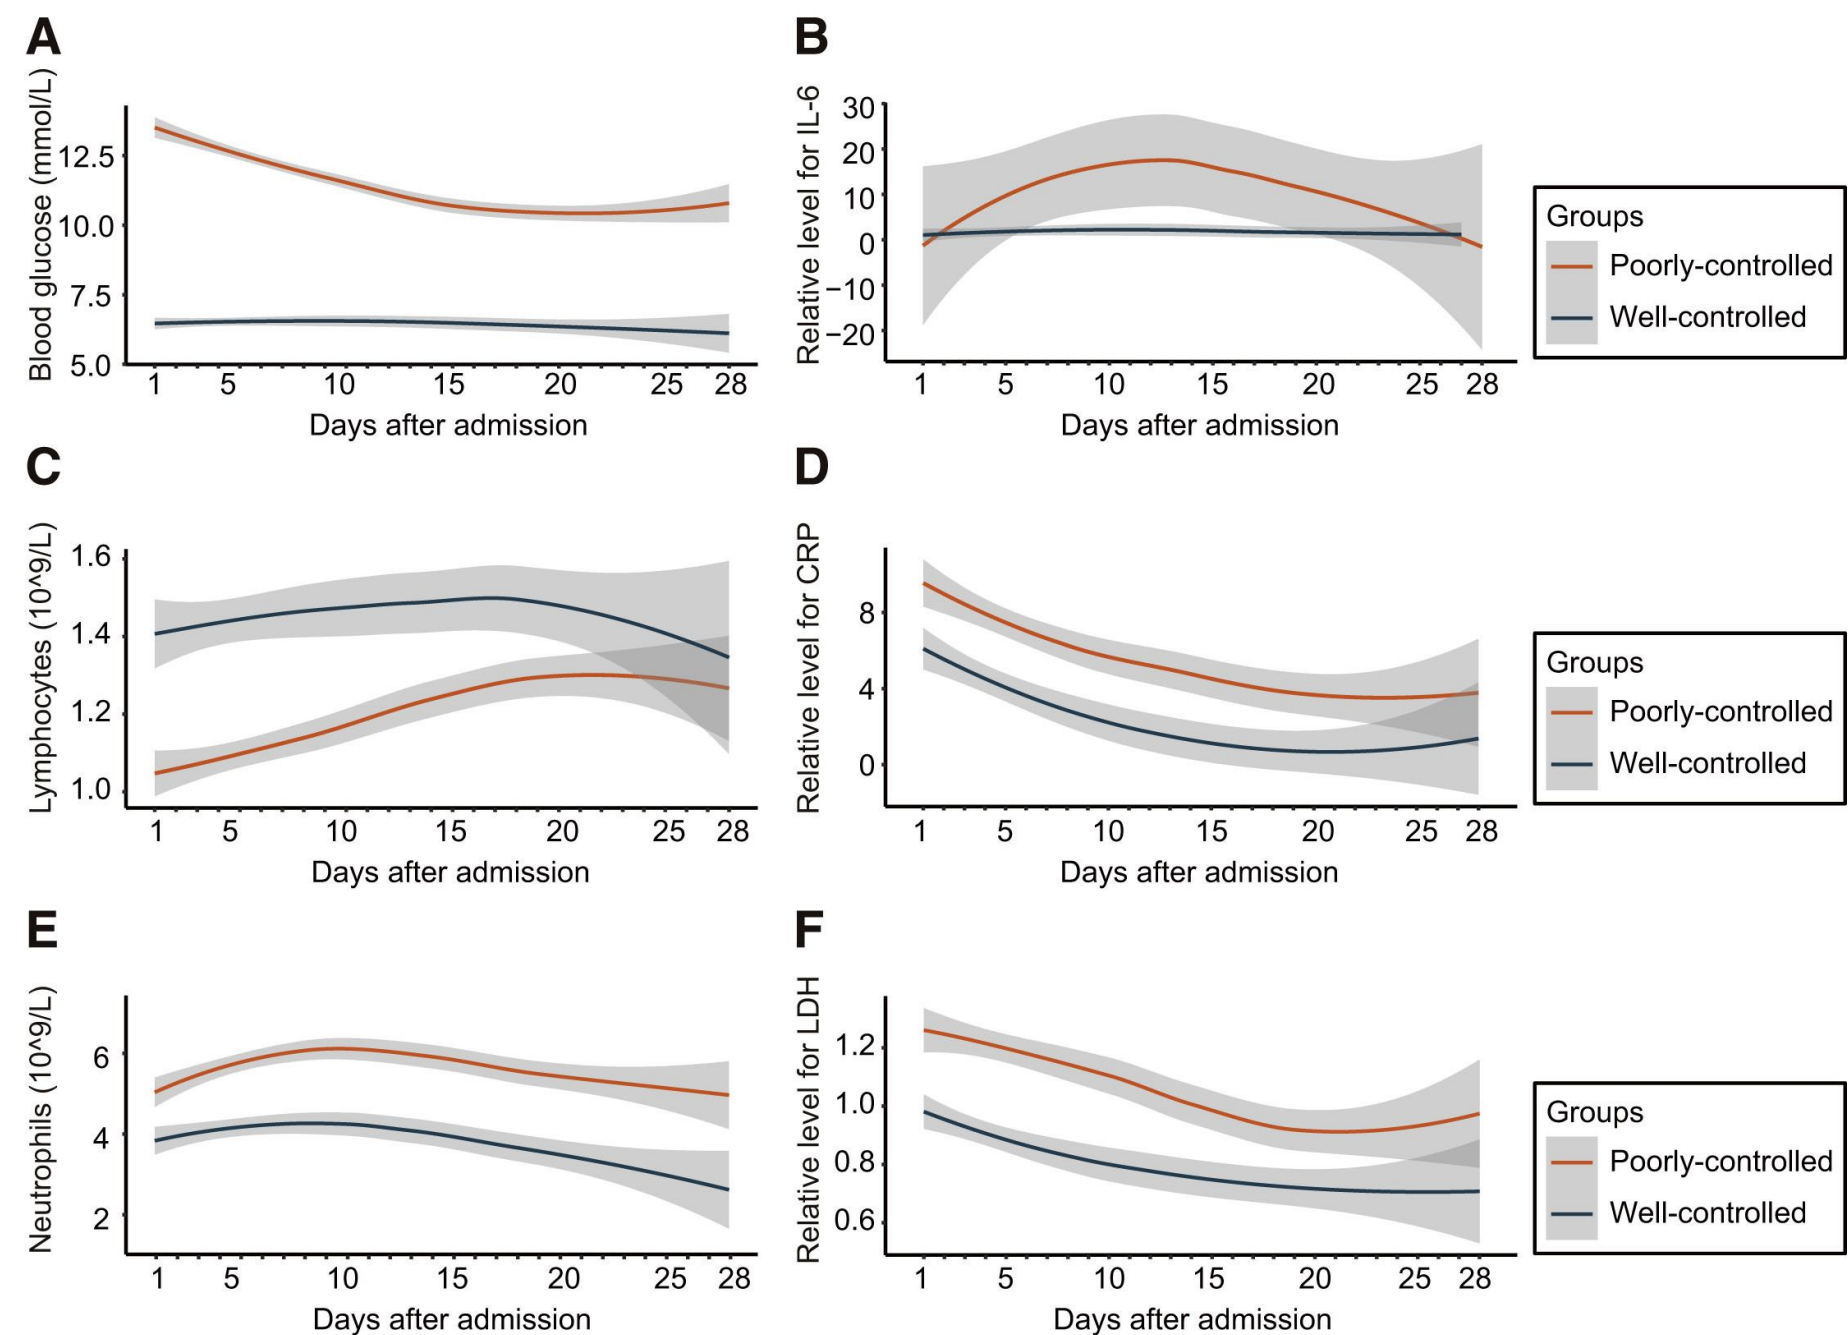 A
Blood glucose (mmol/L)
12.5
10.0
7.5
5.0
1 5 10 15 20 25 28
Days after admission
B
Relative level for IL-6
30
20
10
0
−10
−20
1 5 10 15 20 25 28
Days after admission
Groups
Poorly-controlled
Well-controlled
C
Lymphocytes (10^9/L)
1.6
1.4
1.2
1.0
1 5 10 15 20 25 28
Days after admission
D
Relative level for CRP
8
4
0
1 5 10 15 20 25 28
Days after admission
Groups
Poorly-controlled
Well-controlled
E
Neutrophils (10^9/L)
6
4
2
1 5 10 15 20 25 28
Days after admission
F
Relative level for LDH
1.2
1.0
0.8
0.6
1 5 10 15 20 25 28
Days after admission
Groups
Poorly-controlled
Well-controlled